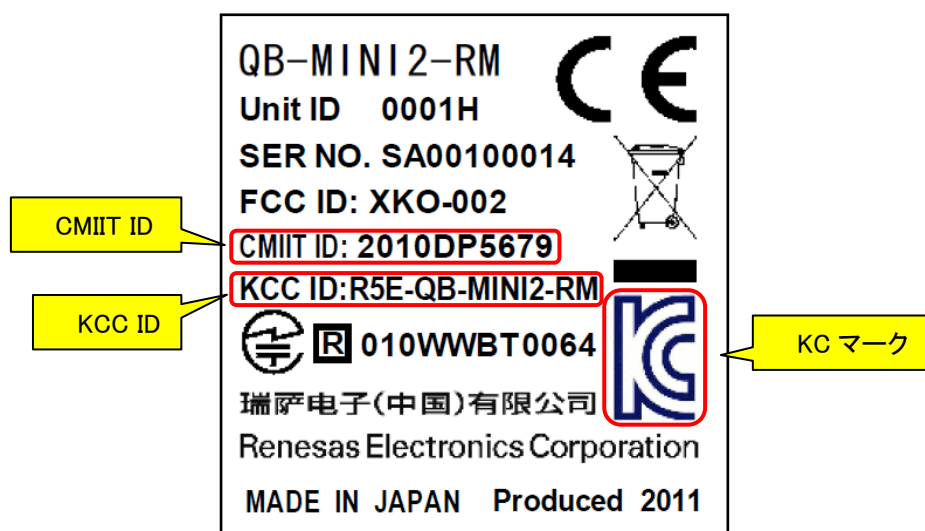 QB-MINI2-RM
CE
Unit ID 0001H
SER NO. SA00100014
FCC ID: XKO-002
CMIIT ID
CMIIT ID: 2010DP5679
KCC ID
KCC ID:R5E-QB-MINI2-RM
R 010WWBT0064
KC
KC マーク
瑞萨电子(中国)有限公司
Renesas Electronics Corporation
MADE IN JAPAN Produced 2011